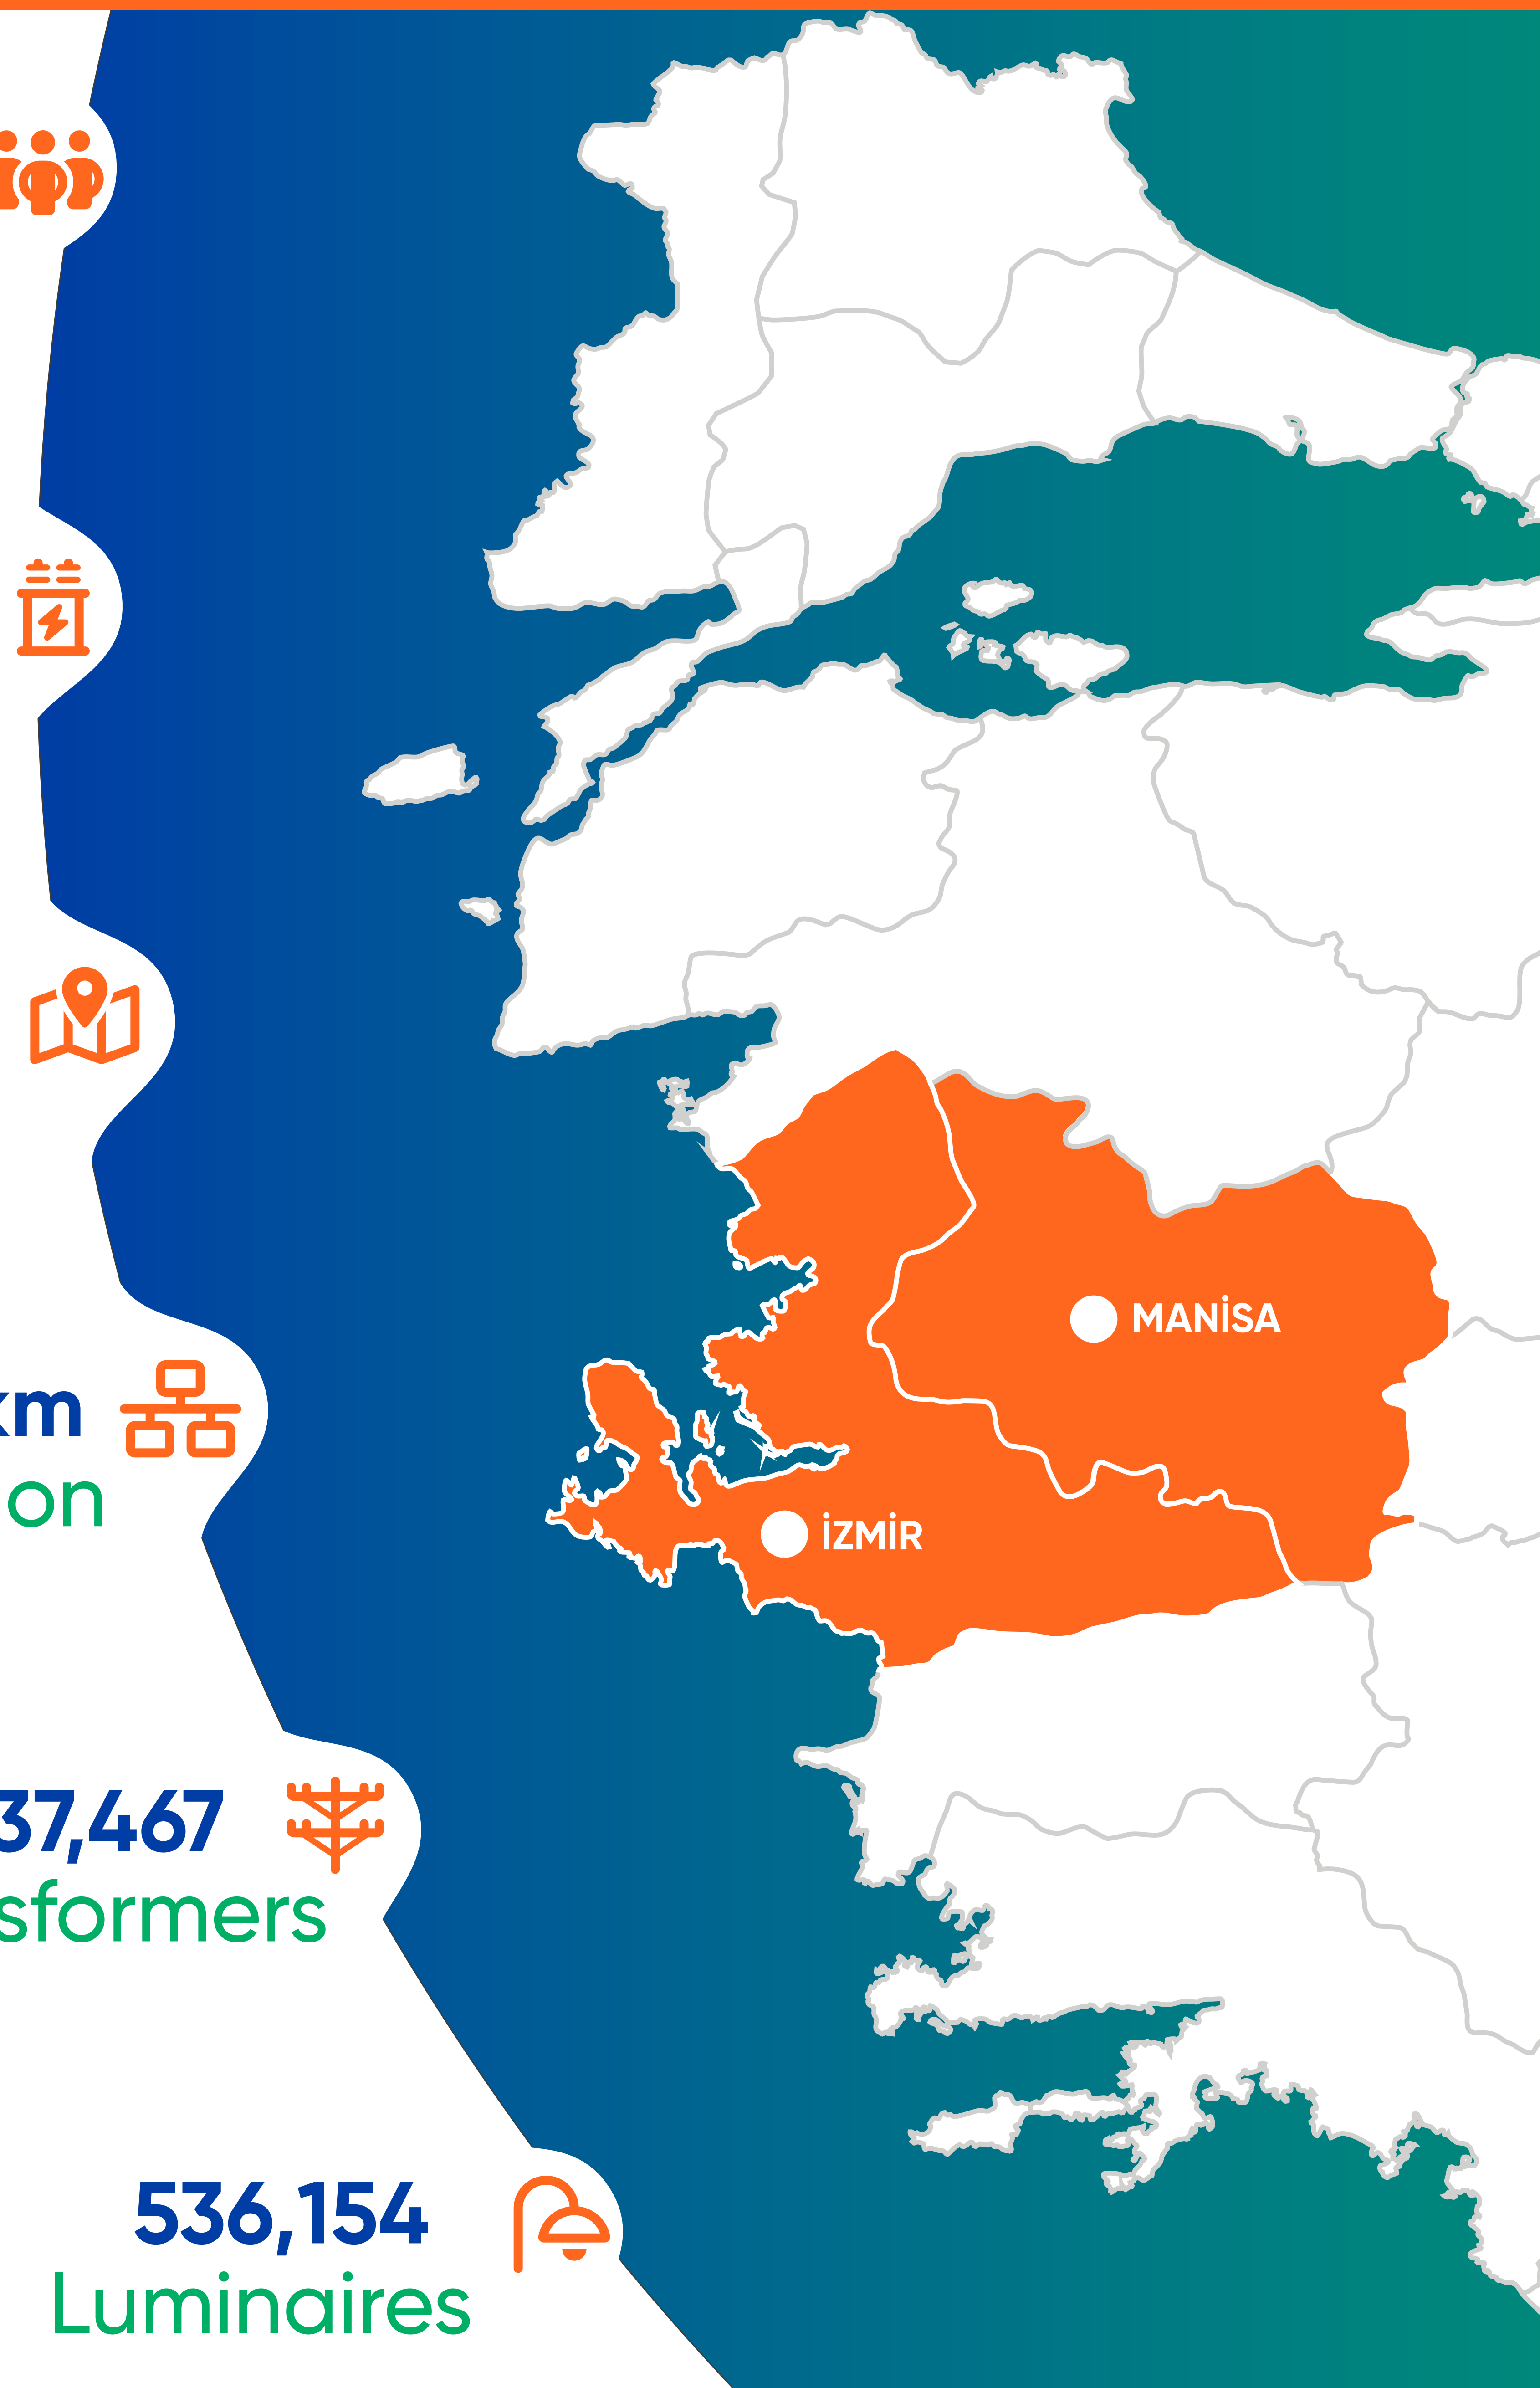 MANİSA
km
on
İZMİR
37,467
sformers
536,154
Luminaires